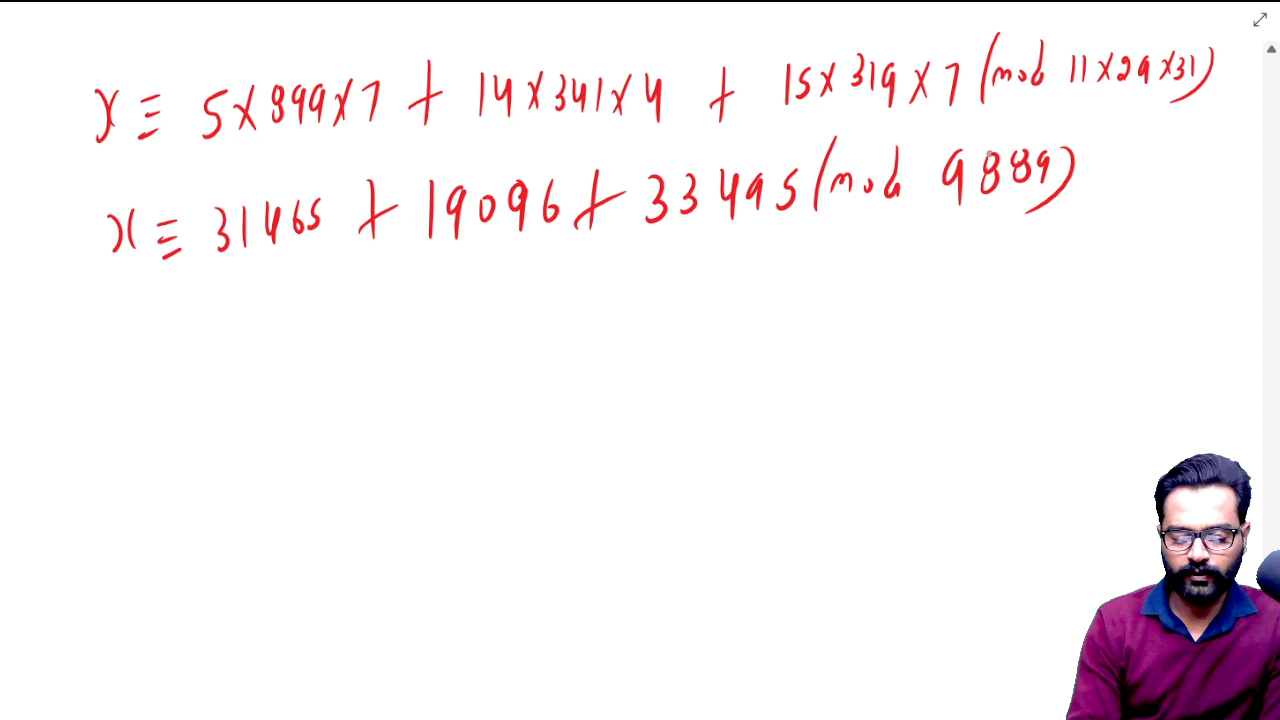 x ≡ 5×899×7 + 14×341×4 + 15×319×7 (mod 11×29×31)
x ≡ 31465 + 19096 + 33495 (mod 9889)